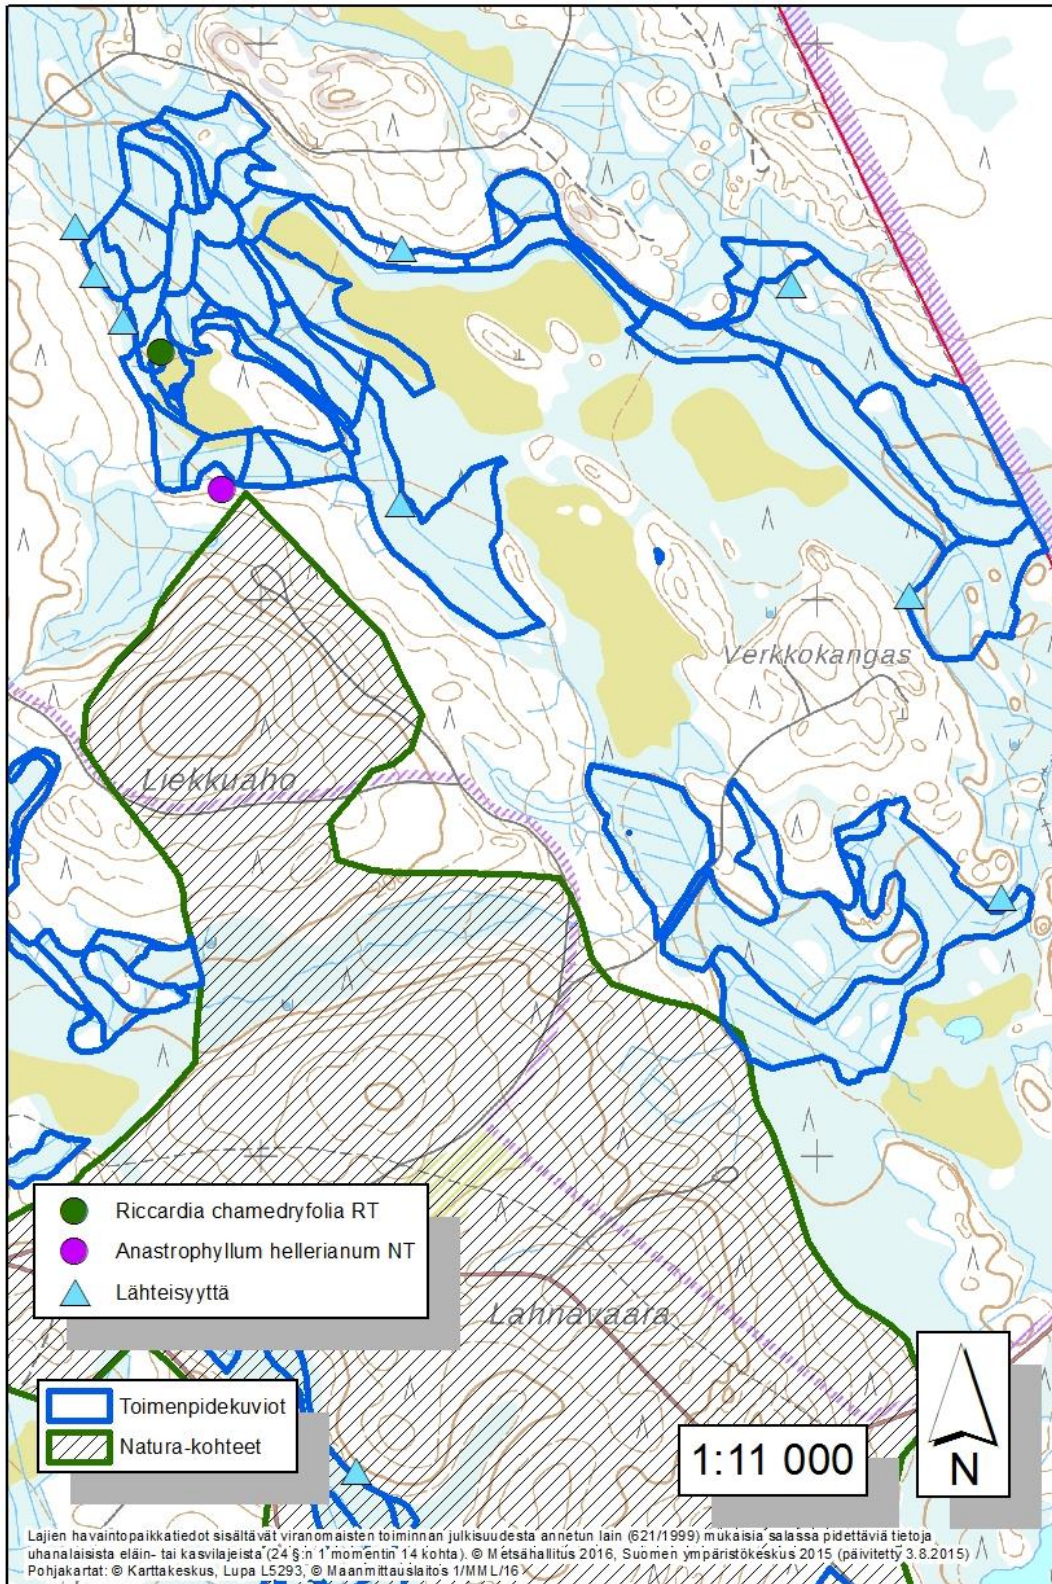 Verkkokangas
Liekkuaho
Riccardia chamedryfolia RT
Anastrophyllum hellerianum NT
Lähteisyyttä
Lahnavaara
Toimenpidekuviot
Natura-kohteet
1:11 000
N
Lajien havaintopaikkatiedot sisältävät viranomaisten toiminnan julkisuudesta annetun lain (621/1999) mukaisia salassa pidettäviä tietoja
uhanalaisista eläin- tai kasvilajeista (24 §:n 1 momentin 14 kohta). © Metsähallitus 2016, Suomen ympäristökeskus 2015 (päivitetty 3.8.2015)
Pohjakartat: © Karttakeskus, Lupa L5293, © Maanmittauslaitos 1/MML/16